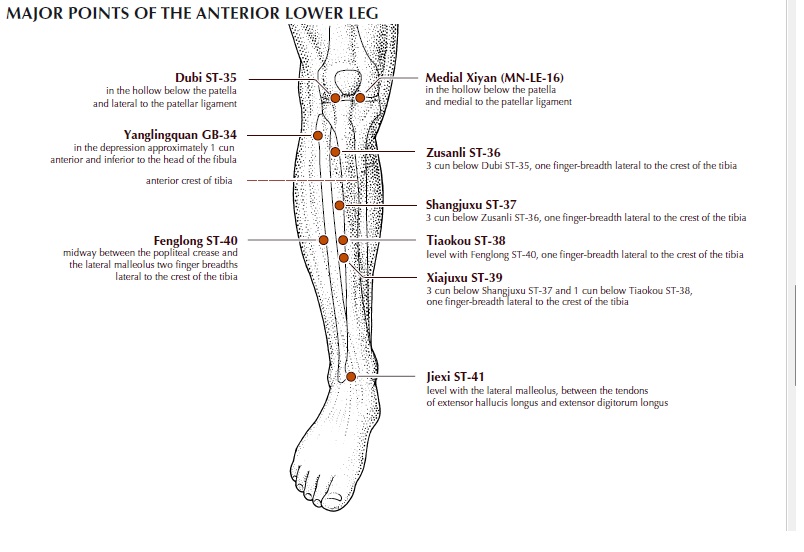 MAJOR POINTS OF THE ANTERIOR LOWER LEG
Dubi ST-35
in the hollow below the patella
and lateral to the patellar ligament
Yanglingquan GB-34
in the depression approximately 1 cun
anterior and inferior to the head of the fibula
anterior crest of tibia
Fenglong ST-40
midway between the popliteal crease and
the lateral malleolus two finger breadths
lateral to the crest of the tibia
Medial Xiyan (MN-LE-16)
in the hollow below the patella
and medial to the patellar ligament
Zusanli ST-36
3 cun below Dubi ST-35, one finger-breadth lateral to the crest of the tibia
Shangjuxu ST-37
3 cun below Zusanli ST-36, one finger-breadth lateral to the crest of the tibia
Tiaokou ST-38
level with Fenglong ST-40, one finger-breadth lateral to the crest of the tibia
Xiajuxu ST-39
3 cun below Shangjuxu ST-37 and 1 cun below Tiaokou ST-38,
one finger-breadth lateral to the crest of the tibia
Jiexi ST-41
level with the lateral malleolus, between the tendons
of extensor hallucis longus and extensor digitorum longus